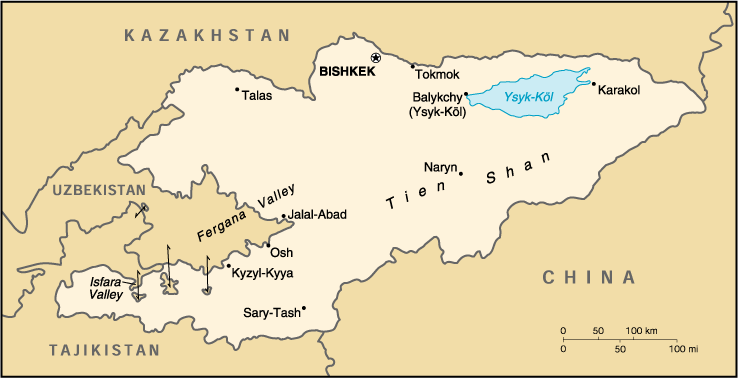 KAZAKHSTAN
BISHKEK
Tokmok
Talas
Balykchy
(Ysyk-Köl)
Ysyk-Köl
Karakol
Naryn
Tien Shan
UZBEKISTAN
Fergana Valley
Jalal-Abad
Osh
Kyzyl-Kyya
Isfara
Valley
Sary-Tash
CHINA
TAJIKISTAN
0 50 100 km
0 50 100 mi